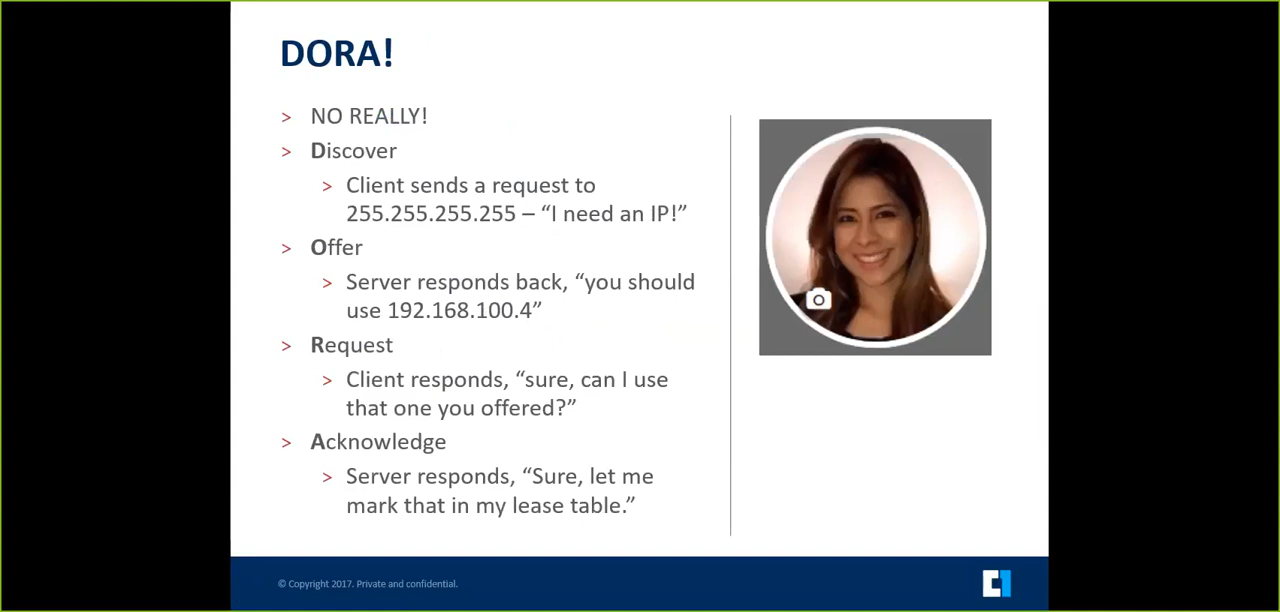 DORA!
> NO REALLY!
> Discover
> Client sends a request to
255.255.255.255 – “I need an IP!”
> Offer
> Server responds back, “you should
use 192.168.100.4”
> Request
> Client responds, “sure, can I use
that one you offered?”
> Acknowledge
> Server responds, “Sure, let me
mark that in my lease table.”
© Copyright 2017. Private and confidential.